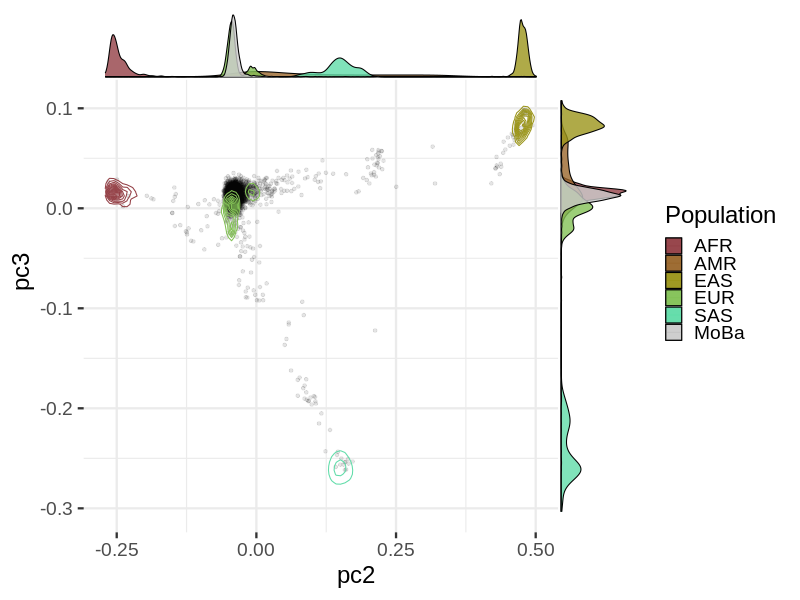 0.1
0.0
-0.1
-0.2
-0.3
pc3
-0.25 0.00 0.25 0.50
pc2
Population
AFR
AMR
EAS
EUR
SAS
MoBa